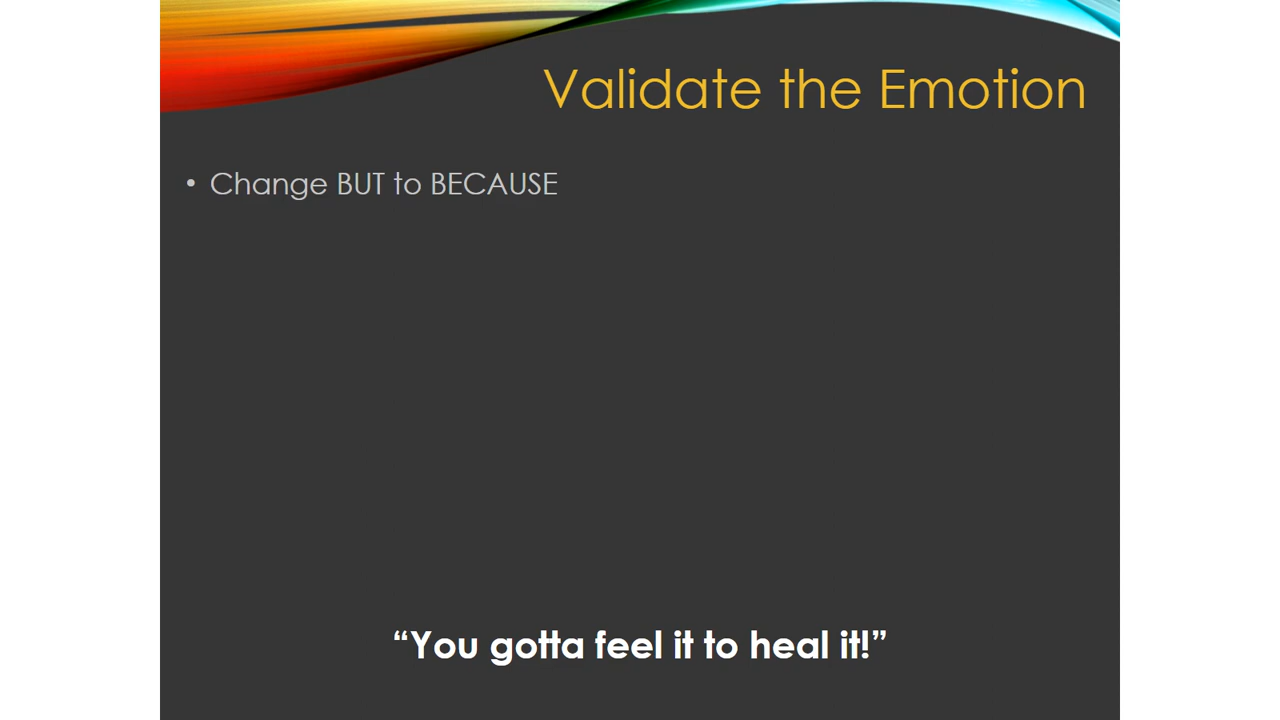 Validate the Emotion
• Change BUT to BECAUSE
“You gotta feel it to heal it!”